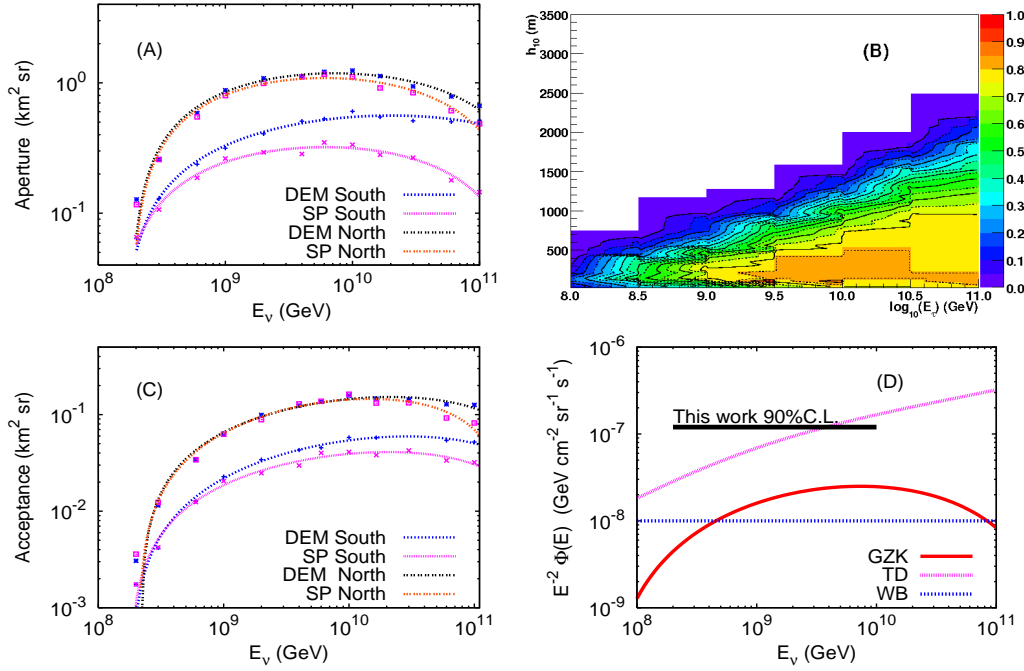 (A)
Aperture (km² sr)
10⁰
10⁻¹
DEM South
SP South
DEM North
SP North
10⁸ 10⁹ 10¹⁰ 10¹¹
E_ν (GeV)
(B)
h₁₀ (m)
3500
3000
2500
2000
1500
1000
500
8.0 8.5 9.0 9.5 10.0 10.5 11.0
log₁₀(E_τ) (GeV)
1.0
0.9
0.8
0.7
0.6
0.5
0.4
0.3
0.2
0.1
0.0
(C)
Acceptance (km² sr)
10⁻¹
10⁻²
10⁻³
DEM South
SP South
DEM North
SP North
10⁸ 10⁹ 10¹⁰ 10¹¹
E_ν (GeV)
(D)
E⁻² Φ(E) (GeV cm⁻² sr⁻¹ s⁻¹)
10⁻⁶
10⁻⁷
10⁻⁸
10⁻⁹
This work 90%C.L.
GZK
TD
WB
10⁸ 10⁹ 10¹⁰ 10¹¹
E_ν (GeV)